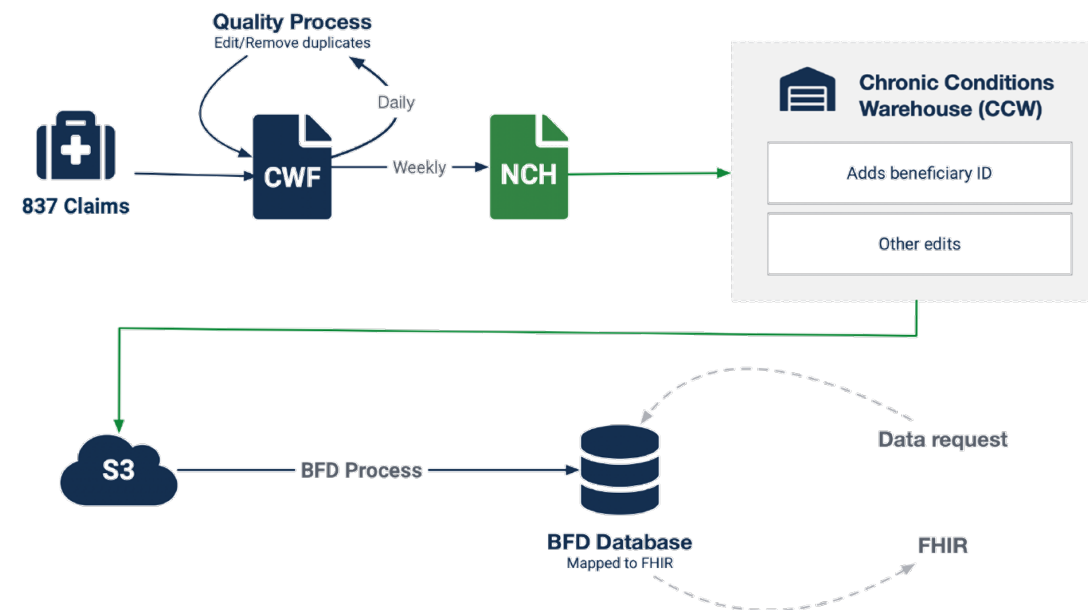 Quality Process
Edit/Remove duplicates
Daily
837 Claims
CWF
Weekly
NCH
Chronic Conditions
Warehouse (CCW)
Adds beneficiary ID
Other edits
S3
BFD Process
BFD Database
Mapped to FHIR
Data request
FHIR